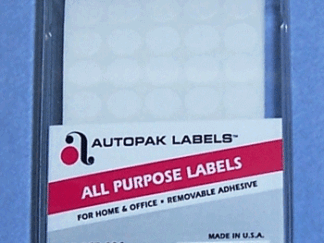 AUTOPAK LABELS™
ALL PURPOSE LABELS
FOR HOME & OFFICE • REMOVABLE ADHESIVE
MADE IN U.S.A.